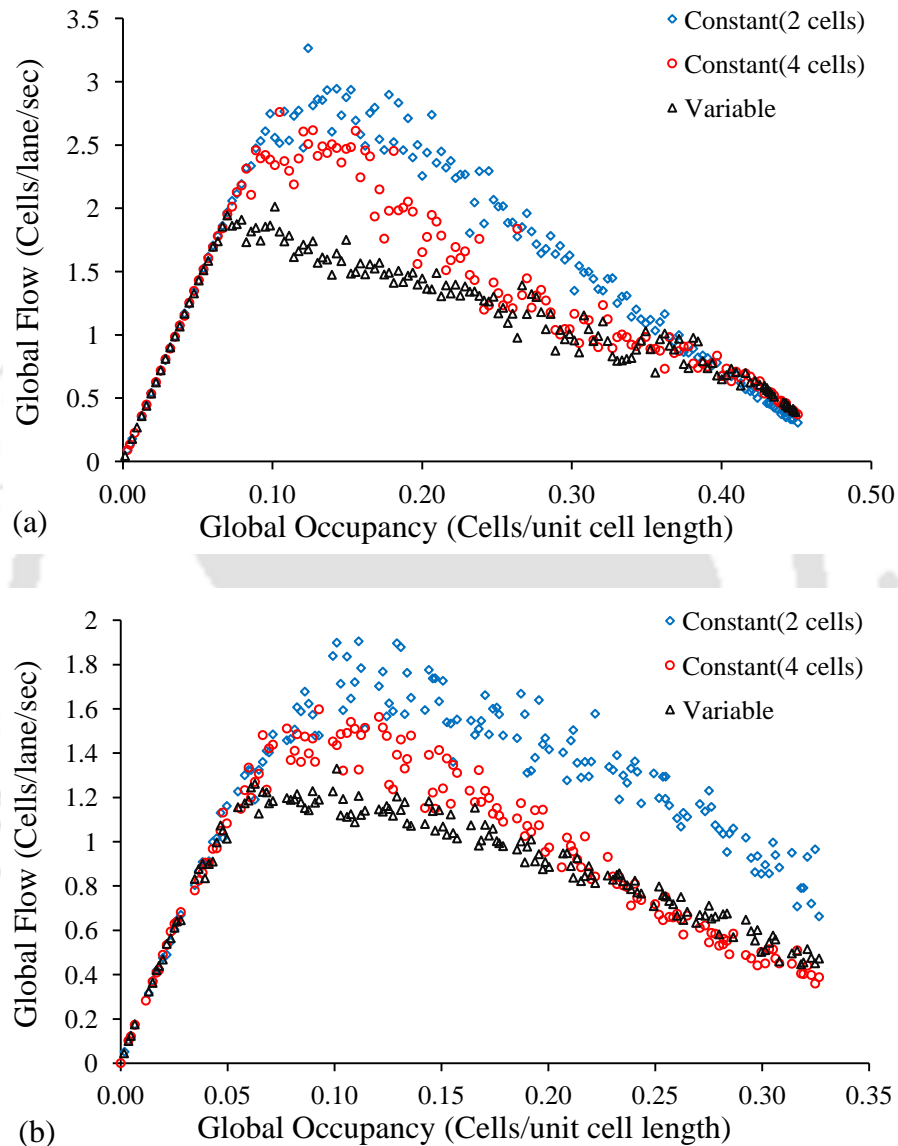 3.5
3
2.5
2
1.5
1
0.5
0
Global Flow (Cells/lane/sec)
Constant(2 cells)
Constant(4 cells)
Variable
0.00 0.10 0.20 0.30 0.40 0.50
(a)
Global Occupancy (Cells/unit cell length)
2
1.8
1.6
1.4
1.2
1
0.8
0.6
0.4
0.2
0
Global Flow (Cells/lane/sec)
Constant(2 cells)
Constant(4 cells)
Variable
0.00 0.05 0.10 0.15 0.20 0.25 0.30 0.35
(b)
Global Occupancy (Cells/unit cell length)